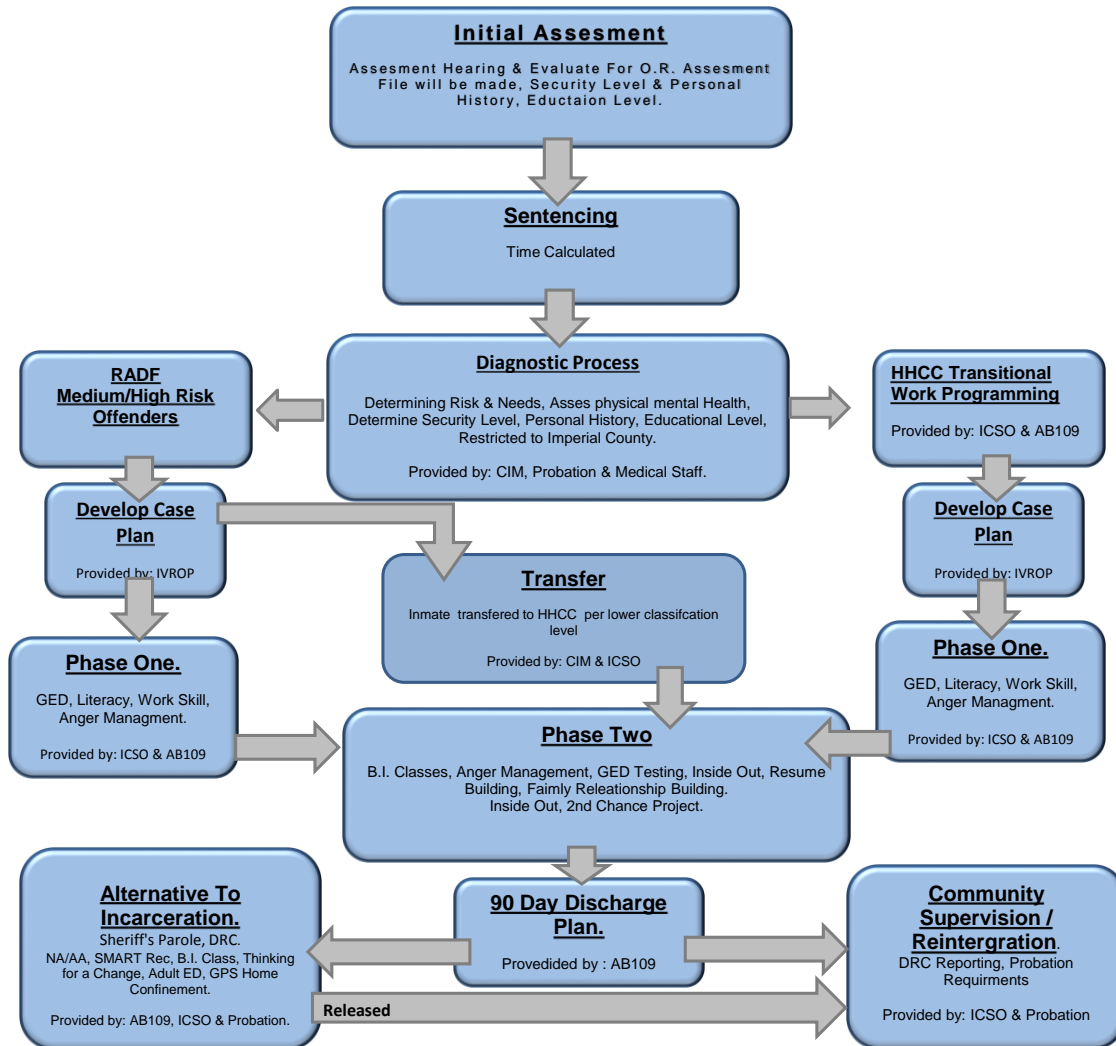 Initial Assesment
Assesment Hearing & Evaluate For O.R. Assesment
File will be made, Security Level & Personal
History, Eductaion Level.
Sentencing
Time Calculated
Diagnostic Process
Determining Risk & Needs, Asses physical mental Health,
Determine Security Level, Personal History, Educational Level,
Restricted to Imperial County.
Provided by: CIM, Probation & Medical Staff.
RADF
Medium/High Risk
Offenders
HHCC Transitional
Work Programming
Provided by: ICSO & AB109
Develop Case
Plan
Provided by: IVROP
Transfer
Inmate transfered to HHCC per lower classifcation
level
Provided by: CIM & ICSO
Develop Case
Plan
Provided by: IVROP
Phase One.
GED, Literacy, Work Skill,
Anger Managment.
Provided by: ICSO & AB109
Phase Two
B.I. Classes, Anger Management, GED Testing, Inside Out, Resume
Building, Faimly Releationship Building.
Inside Out, 2nd Chance Project.
Phase One.
GED, Literacy, Work Skill,
Anger Managment.
Provided by: ICSO & AB109
Alternative To
Incarceration.
Sheriff's Parole, DRC.
NA/AA, SMART Rec, B.I. Class, Thinking
for a Change, Adult ED, GPS Home
Confinement.
Provided by: AB109, ICSO & Probation.
90 Day Discharge
Plan.
Provedided by : AB109
Community
Supervision /
Reintergration.
DRC Reporting, Probation
Requirments
Provided by: ICSO & Probation
Released